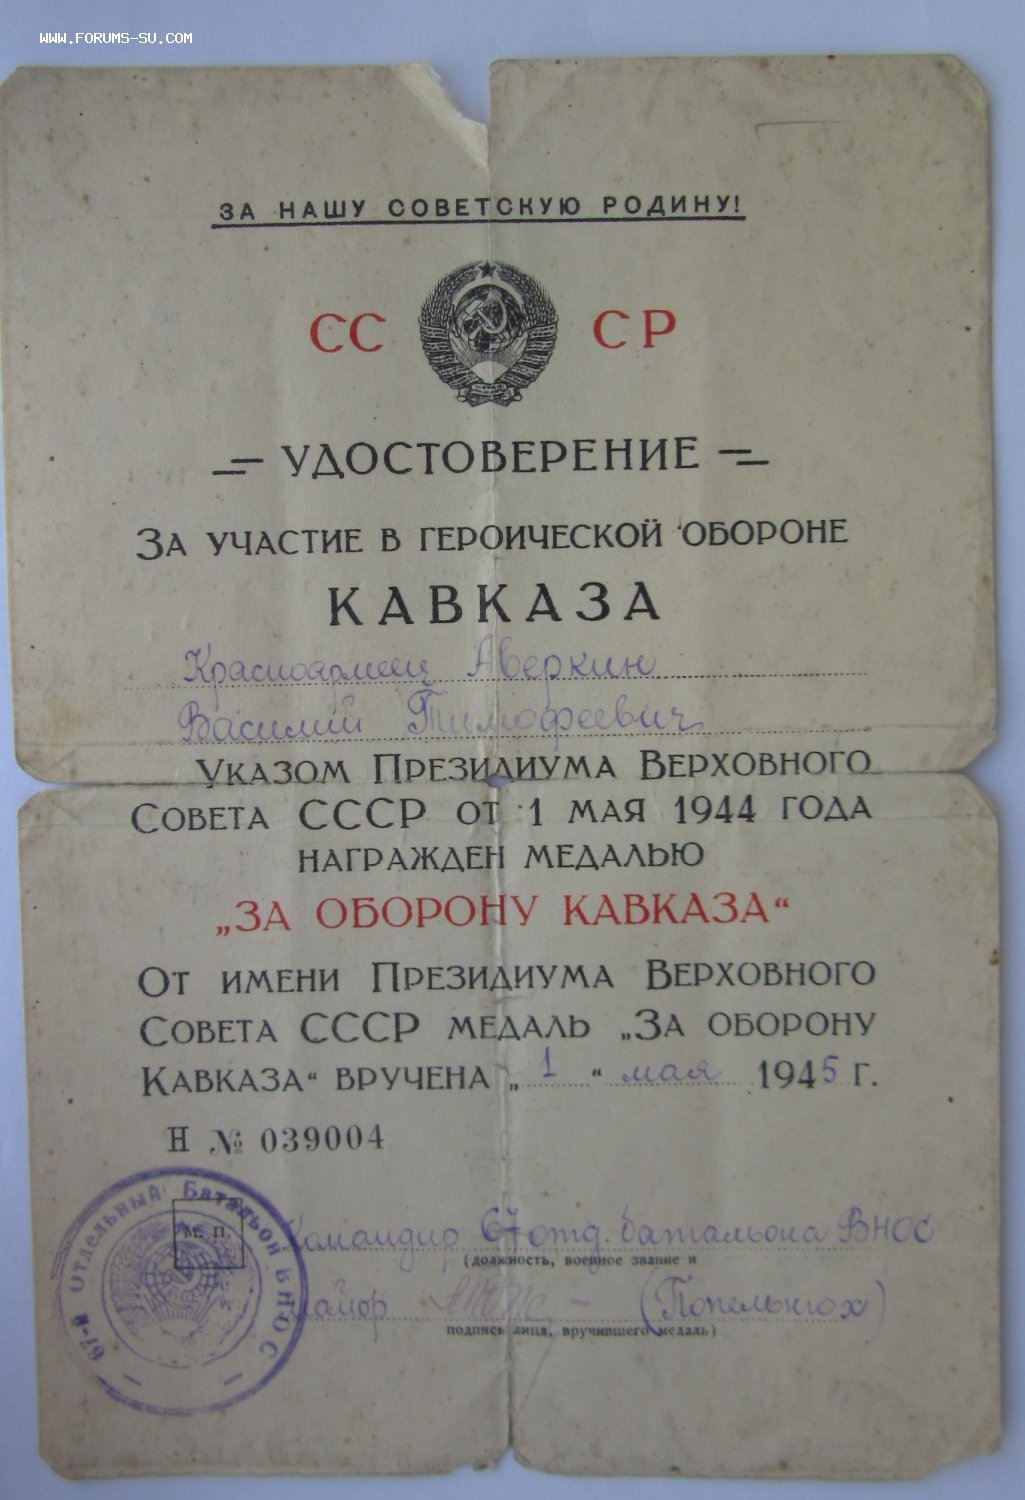 WWW.FORUMS-SU.COM
ЗА НАШУ СОВЕТСКУЮ РОДИНУ!
СС СР
УДОСТОВЕРЕНИЕ
ЗА УЧАСТИЕ В ГЕРОИЧЕСКОЙ ОБОРОНЕ
КАВКАЗА
Красноармеец Аверкин
Василий Тимофеевич
УКАЗОМ ПРЕЗИДИУМА ВЕРХОВНОГО
СОВЕТА СССР ОТ 1 МАЯ 1944 ГОДА
НАГРАЖДЕН МЕДАЛЬЮ
„ЗА ОБОРОНУ КАВКАЗА“
ОТ ИМЕНИ ПРЕЗИДИУМА ВЕРХОВНОГО
СОВЕТА СССР МЕДАЛЬ „ЗА ОБОРОНУ
КАВКАЗА“ ВРУЧЕНА „1“ мая 1945 Г.
Н № 039004
67-й Отдельный Батальон ВНОС
М. П.
Командир 67 отд. батальона ВНОС
(должность, военное звание и
майор (Попельнюх)
подпись лица, вручившего медаль)